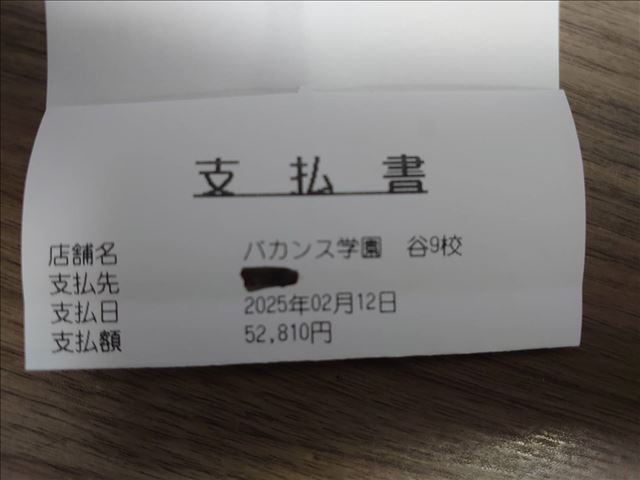 支払書
店舗名 バカンス学園 谷9校
支払先
支払日 2025年02月12日
支払額 52,810円